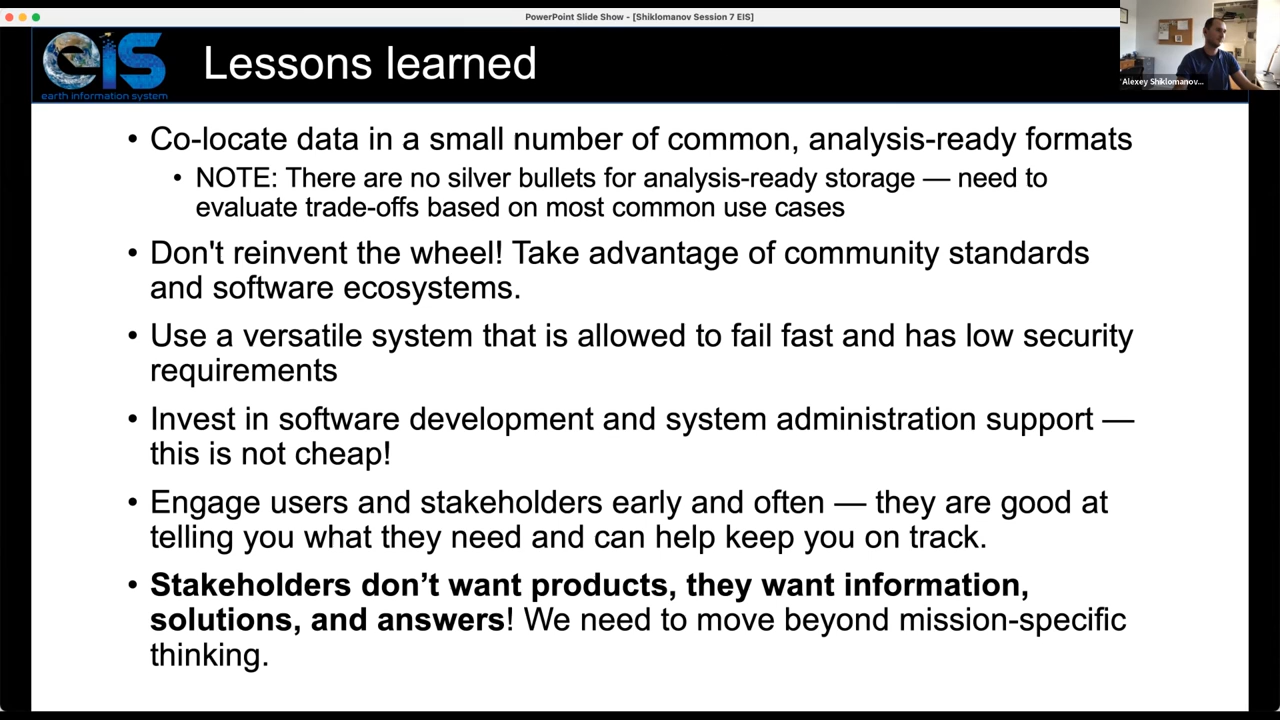 PowerPoint Slide Show - [Shiklomanov Session 7 EIS]
eis
earth information system
Lessons learned
Alexey Shiklomanov...
• Co-locate data in a small number of common, analysis-ready formats
• NOTE: There are no silver bullets for analysis-ready storage — need to
evaluate trade-offs based on most common use cases
• Don't reinvent the wheel! Take advantage of community standards
and software ecosystems.
• Use a versatile system that is allowed to fail fast and has low security
requirements
• Invest in software development and system administration support —
this is not cheap!
• Engage users and stakeholders early and often — they are good at
telling you what they need and can help keep you on track.
• Stakeholders don’t want products, they want information,
solutions, and answers! We need to move beyond mission-specific
thinking.